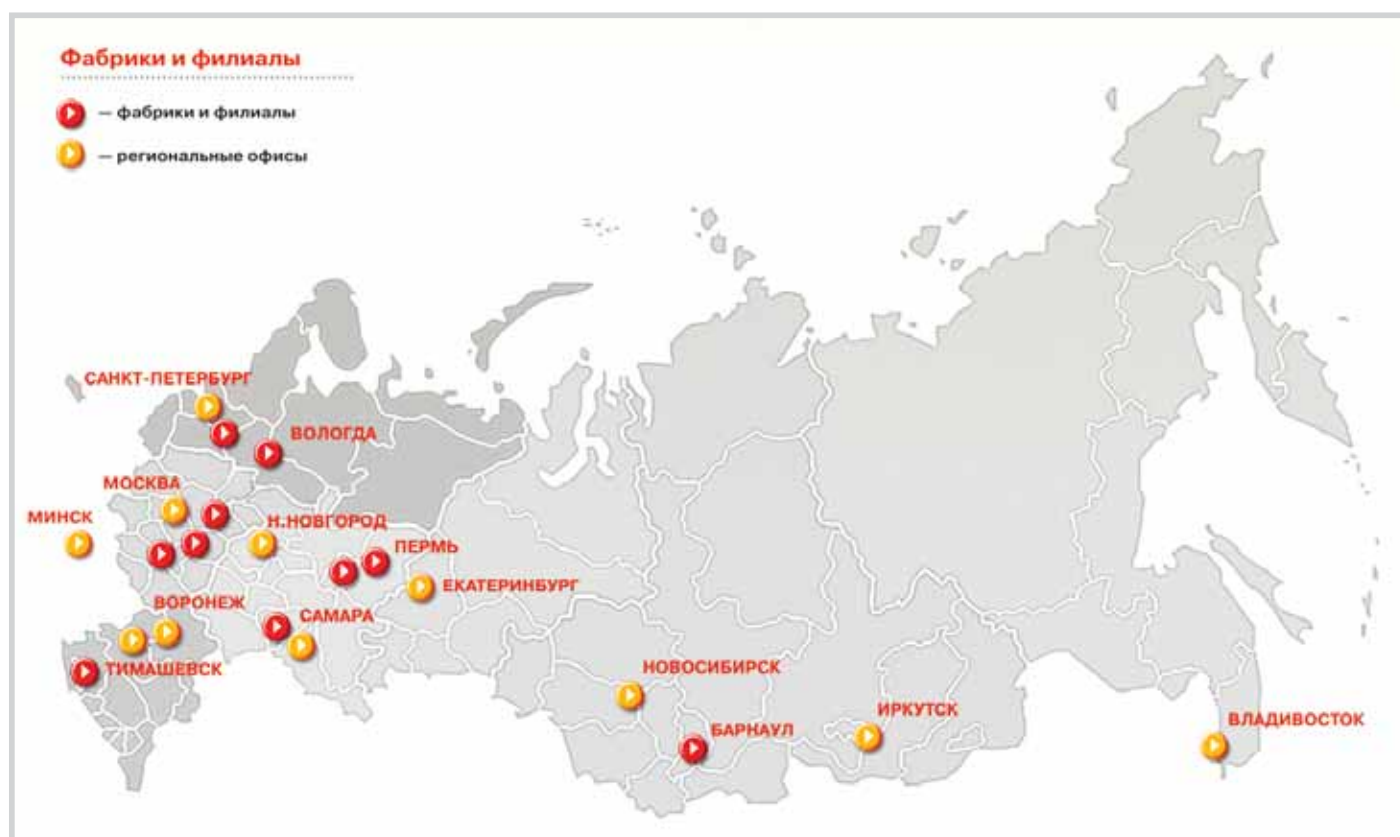 Фабрики и филиалы
— фабрики и филиалы
— региональные офисы
САНКТ-ПЕТЕРБУРГ
ВОЛОГДА
МОСКВА
МИНСК
Н.НОВГОРОД
ПЕРМЬ
ЕКАТЕРИНБУРГ
ВОРОНЕЖ
САМАРА
ТИМАШЕВСК
НОВОСИБИРСК
ИРКУТСК
БАРНАУЛ
ВЛАДИВОСТОК